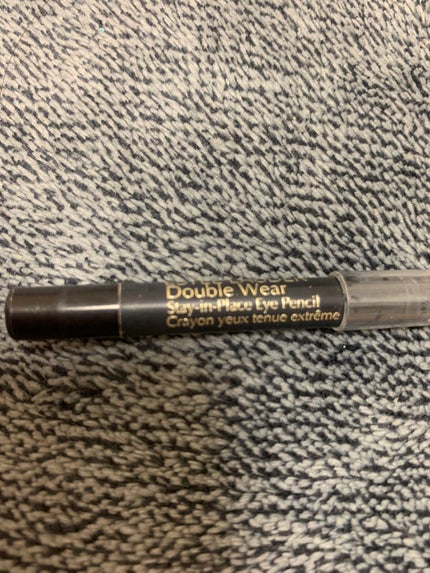 Double Wear
Stay-in-Place Eye Pencil
Crayon yeux tenue extrême